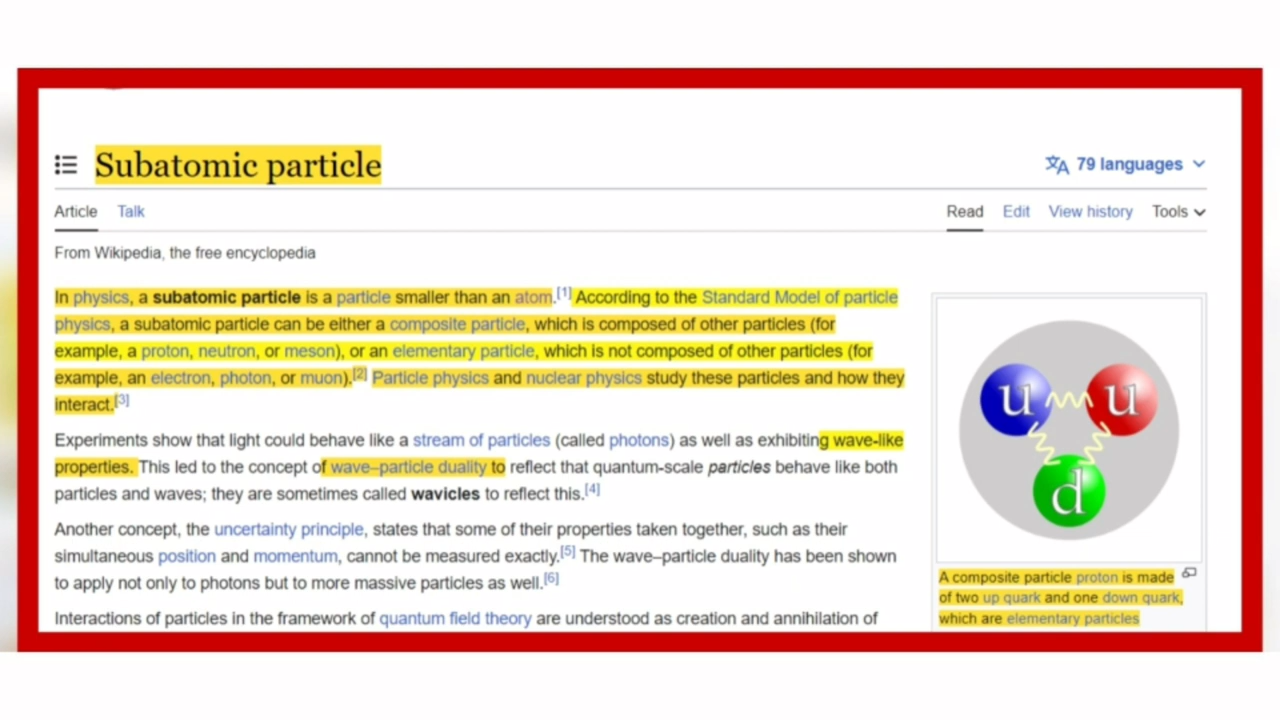 Subatomic particle
79 languages
Article Talk
Read Edit View history Tools
From Wikipedia, the free encyclopedia
In physics, a subatomic particle is a particle smaller than an atom.[1] According to the Standard Model of particle
physics, a subatomic particle can be either a composite particle, which is composed of other particles (for
example, a proton, neutron, or meson), or an elementary particle, which is not composed of other particles (for
example, an electron, photon, or muon).[2] Particle physics and nuclear physics study these particles and how they
interact.[3]
Experiments show that light could behave like a stream of particles (called photons) as well as exhibiting wave-like
properties. This led to the concept of wave–particle duality to reflect that quantum-scale particles behave like both
particles and waves; they are sometimes called wavicles to reflect this.[4]
Another concept, the uncertainty principle, states that some of their properties taken together, such as their
simultaneous position and momentum, cannot be measured exactly.[5] The wave–particle duality has been shown
to apply not only to photons but to more massive particles as well.[6]
Interactions of particles in the framework of quantum field theory are understood as creation and annihilation of
u u
d
A composite particle proton is made
of two up quark and one down quark,
which are elementary particles